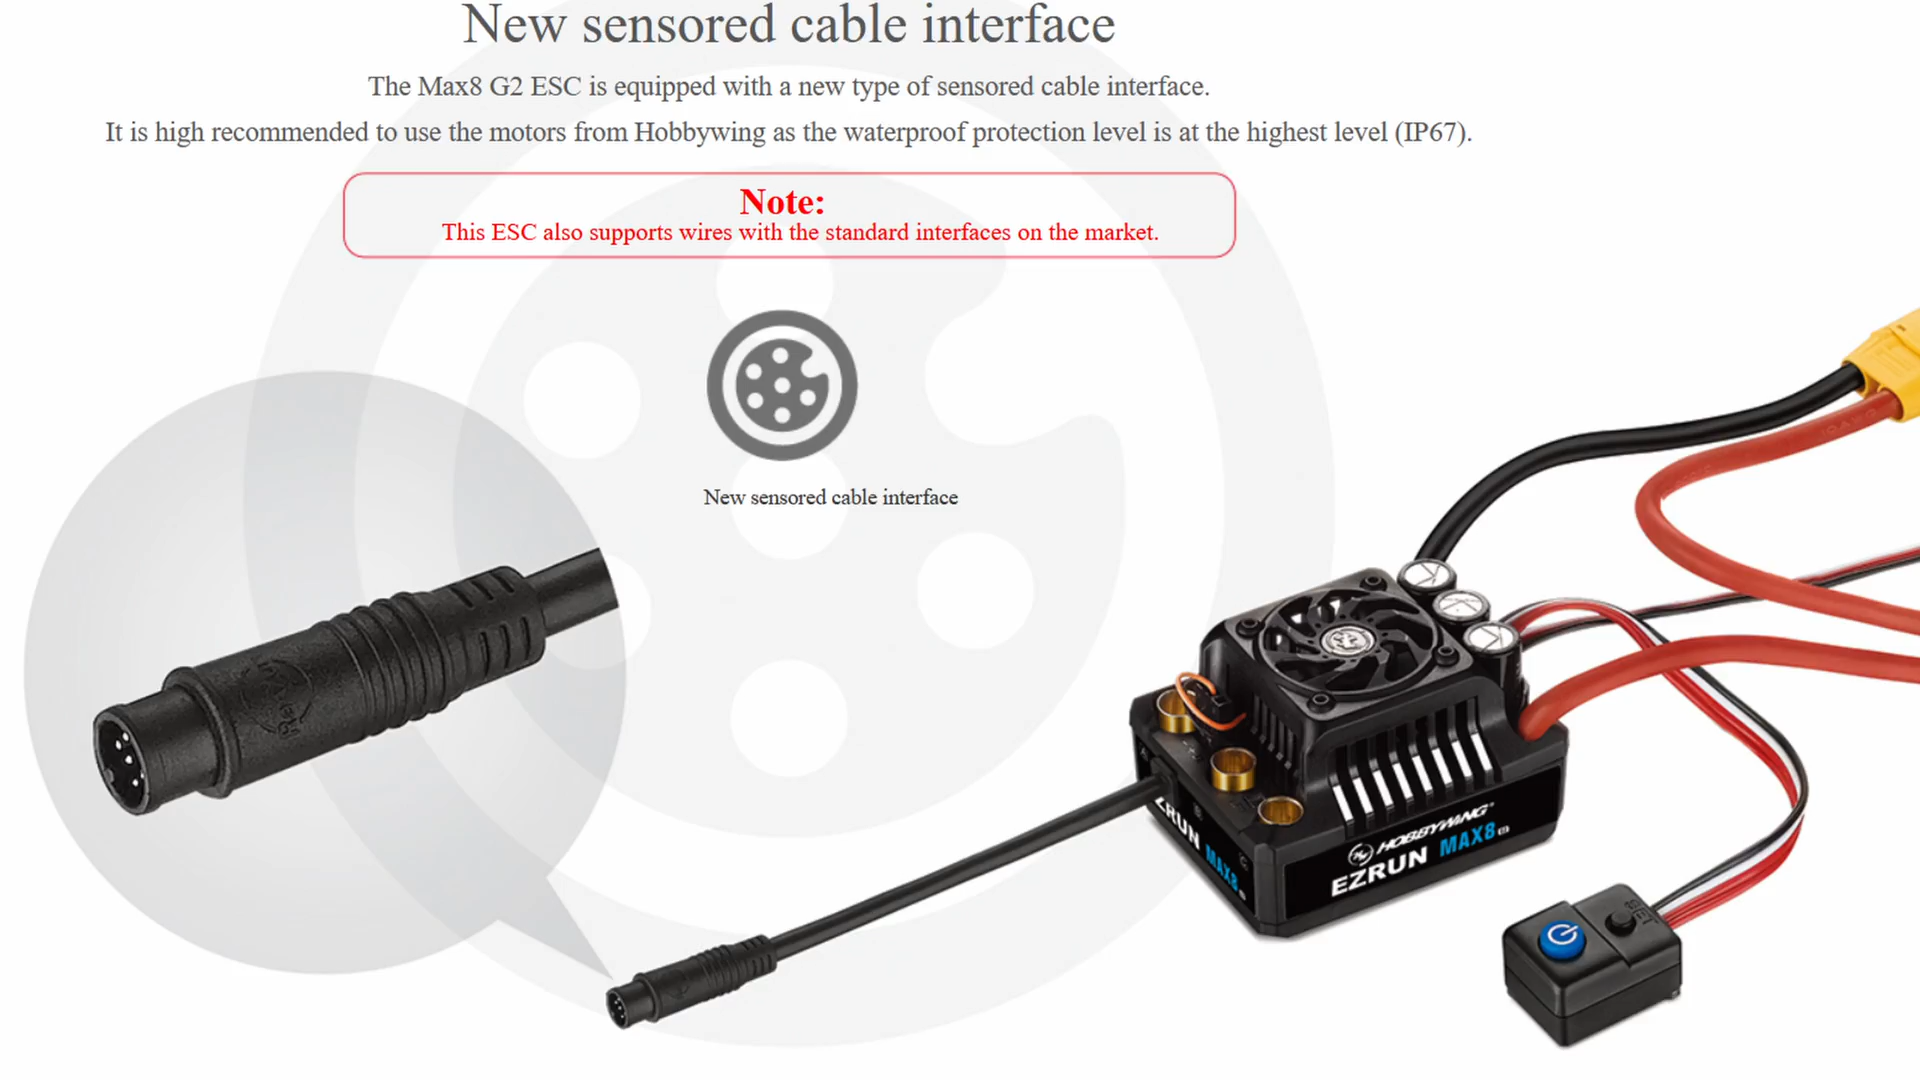 New sensored cable interface
The Max8 G2 ESC is equipped with a new type of sensored cable interface.
It is high recommended to use the motors from Hobbywing as the waterproof protection level is at the highest level (IP67).
Note:
This ESC also supports wires with the standard interfaces on the market.
New sensored cable interface
HOBBYWING®
EZRUN MAX8
ZRUN MAX8
SET